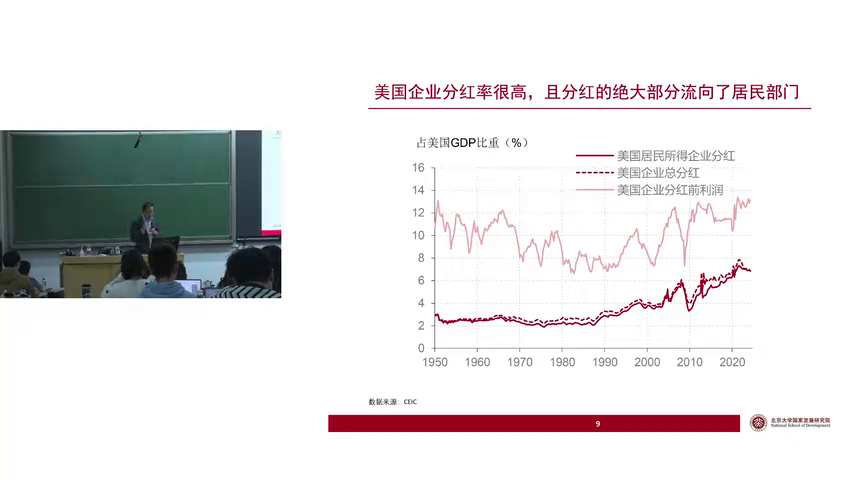 美国企业分红率很高，且分红的绝大部分流向了居民部门
占美国GDP比重（%）
美国居民所得企业分红
美国企业总分红
美国企业分红前利润
16
14
12
10
8
6
4
2
0
1950 1960 1970 1980 1990 2000 2010 2020
数据来源：CEIC
9
北京大学国家发展研究院
National School of Development